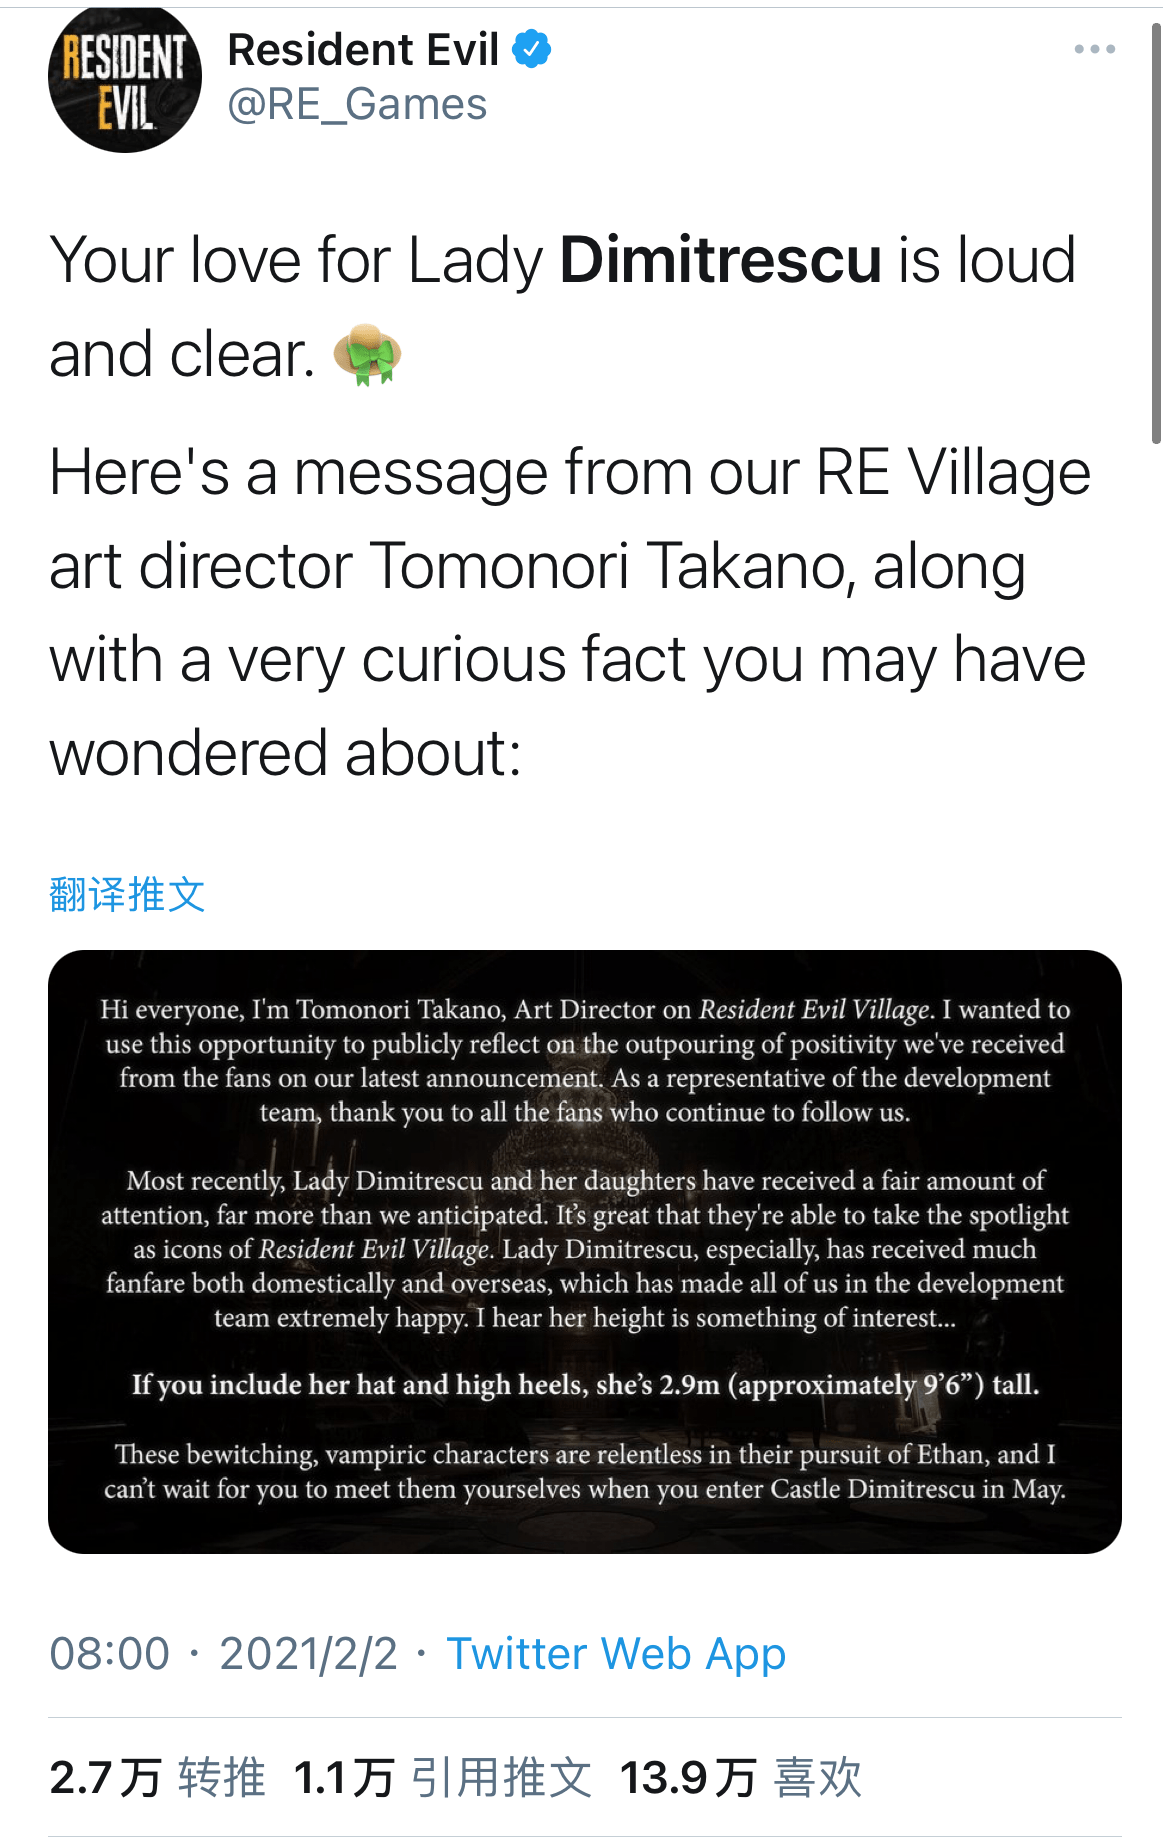 RESIDENT
EVIL
Resident Evil
@RE_Games
Your love for Lady Dimitrescu is loud
and clear. 👒
Here's a message from our RE Village
art director Tomonori Takano, along
with a very curious fact you may have
wondered about:
翻译推文
Hi everyone, I'm Tomonori Takano, Art Director on Resident Evil Village. I wanted to
use this opportunity to publicly reflect on the outpouring of positivity we've received
from the fans on our latest announcement. As a representative of the development
team, thank you to all the fans who continue to follow us.
Most recently, Lady Dimitrescu and her daughters have received a fair amount of
attention, far more than we anticipated. It's great that they're able to take the spotlight
as icons of Resident Evil Village. Lady Dimitrescu, especially, has received much
fanfare both domestically and overseas, which has made all of us in the development
team extremely happy. I hear her height is something of interest...
If you include her hat and high heels, she’s 2.9m (approximately 9’6”) tall.
These bewitching, vampiric characters are relentless in their pursuit of Ethan, and I
can’t wait for you to meet them yourselves when you enter Castle Dimitrescu in May.
08:00 · 2021/2/2 · Twitter Web App
2.7万 转推 1.1万 引用推文 13.9万 喜欢